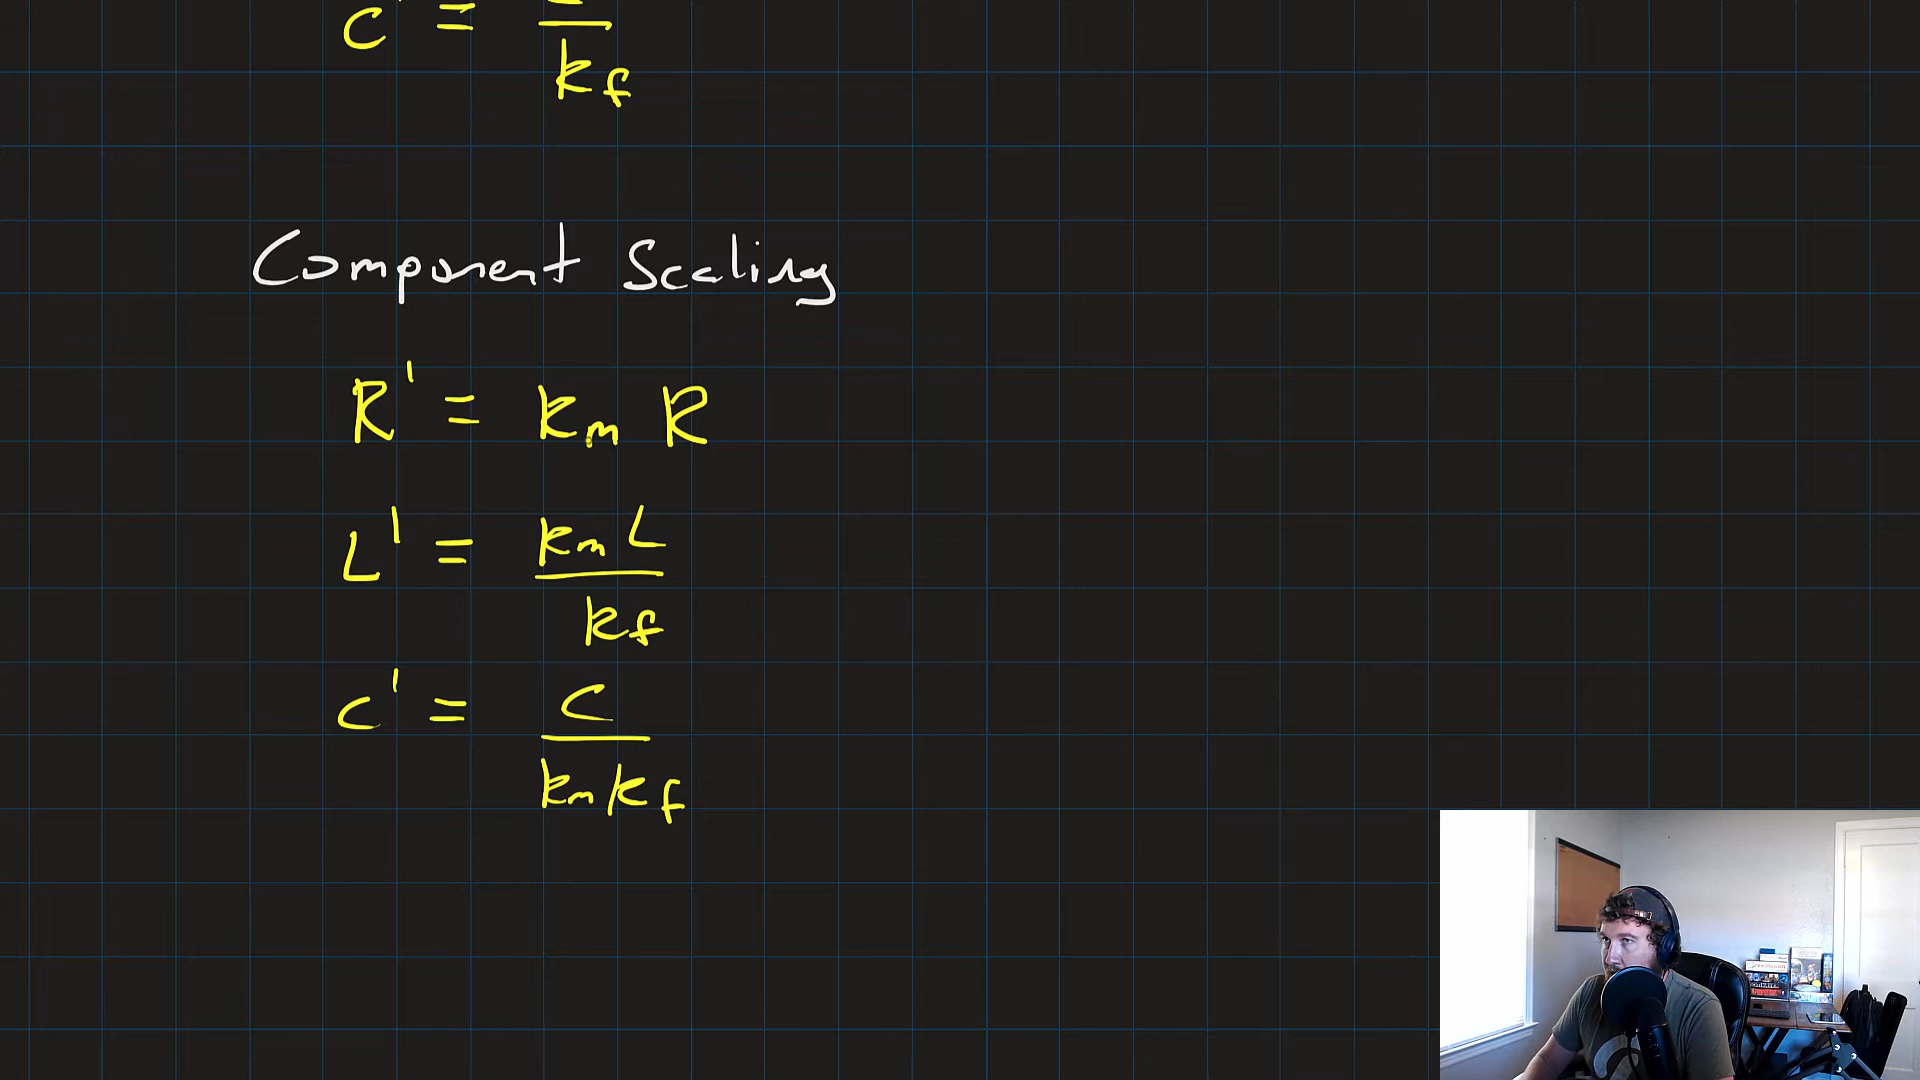 C' = 
kf
Component Scaling
R' = km R
L' = km L
kf
C' = C
km kf